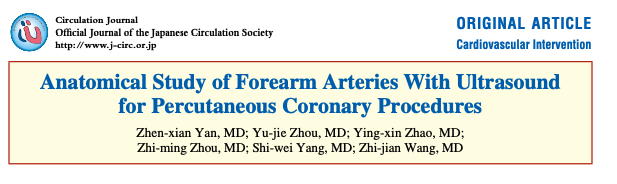 Circulation Journal
Official Journal of the Japanese Circulation Society
http://www.j-circ.or.jp
ORIGINAL ARTICLE
Cardiovascular Intervention
Anatomical Study of Forearm Arteries With Ultrasound
for Percutaneous Coronary Procedures
Zhen-xian Yan, MD; Yu-jie Zhou, MD; Ying-xin Zhao, MD;
Zhi-ming Zhou, MD; Shi-wei Yang, MD; Zhi-jian Wang, MD